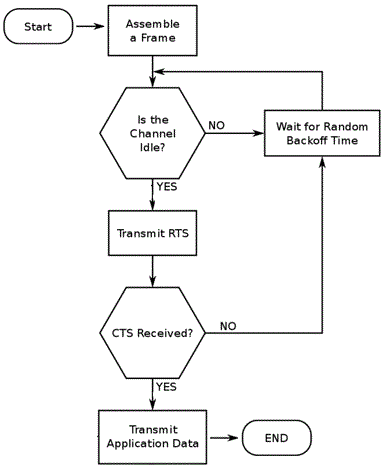 Start
Assemble
a Frame
Is the
Channel
Idle?
NO
Wait for Random
Backoff Time
YES
Transmit RTS
CTS Received?
NO
YES
Transmit
Application Data
END